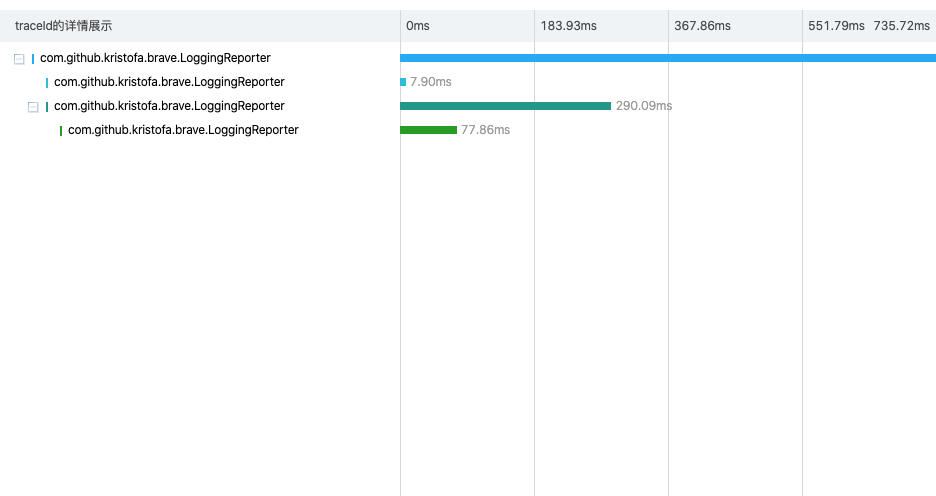 traceId的详情展示 0ms 183.93ms 367.86ms 551.79ms 735.72ms
com.github.kristofa.brave.LoggingReporter
com.github.kristofa.brave.LoggingReporter 7.90ms
com.github.kristofa.brave.LoggingReporter 290.09ms
com.github.kristofa.brave.LoggingReporter 77.86ms